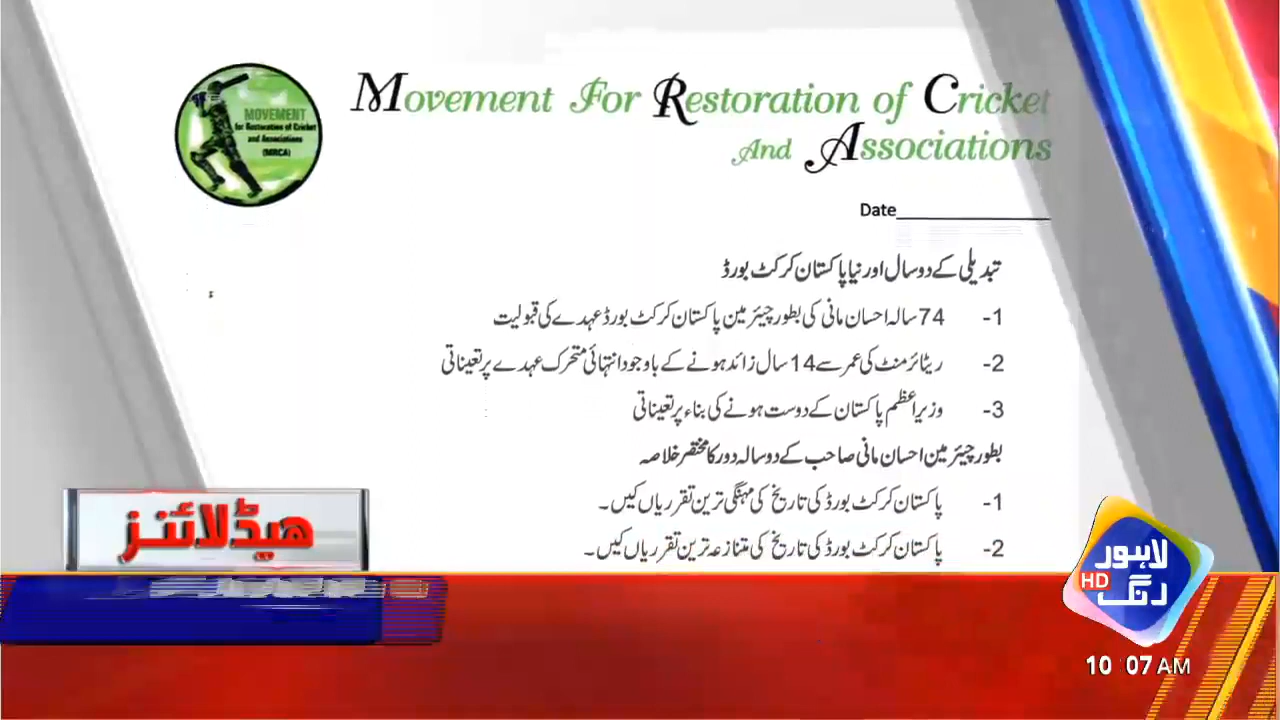 MOVEMENT
for Restoration of Cricket
and Associations
(MRCA)
Movement For Restoration of Cricket
And Associations
Date
تبدیلی کے دو سال اور نیا پاکستان کرکٹ بورڈ
1- 74 سالہ احسان مانی کی بطور چیئرمین پاکستان کرکٹ بورڈ عہدے کی قبولیت
2- ریٹائرمنٹ کی عمر سے 14 سال زائد ہونے کے باوجود انتہائی متحرک عہدے پر تعیناتی
3- وزیراعظم پاکستان کے دوست ہونے کی بناء پر تعیناتی
بطور چیئرمین احسان مانی صاحب کے دو سالہ دور کا مختصر خلاصہ
1- پاکستان کرکٹ بورڈ کی تاریخ کی مہنگی ترین تقرریاں کیں۔
2- پاکستان کرکٹ بورڈ کی تاریخ کی متنازعہ ترین تقرریاں کیں۔
ہیڈلائنز
لاہور
رنگ
HD
10 07 AM